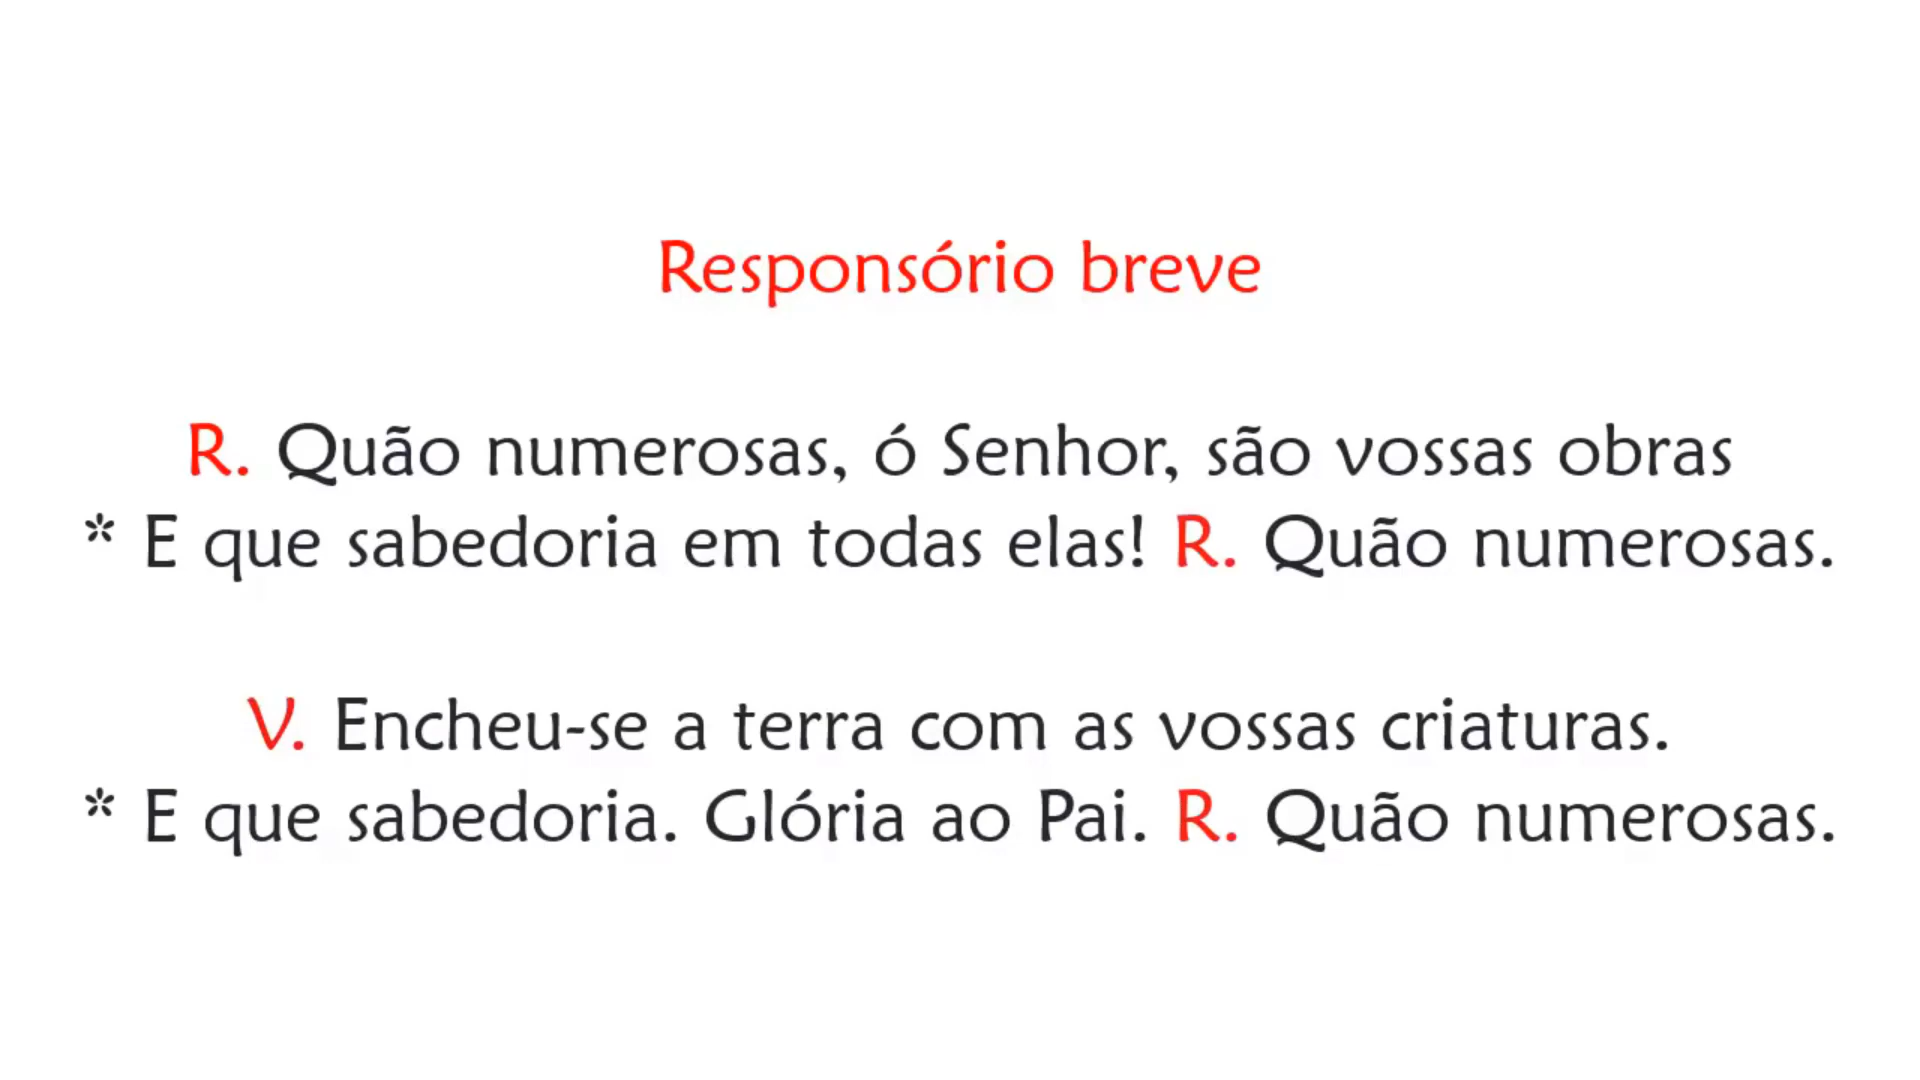 Responsório breve
R. Quão numerosas, ó Senhor, são vossas obras
* E que sabedoria em todas elas! R. Quão numerosas.
V. Encheu-se a terra com as vossas criaturas.
* E que sabedoria. Glória ao Pai. R. Quão numerosas.